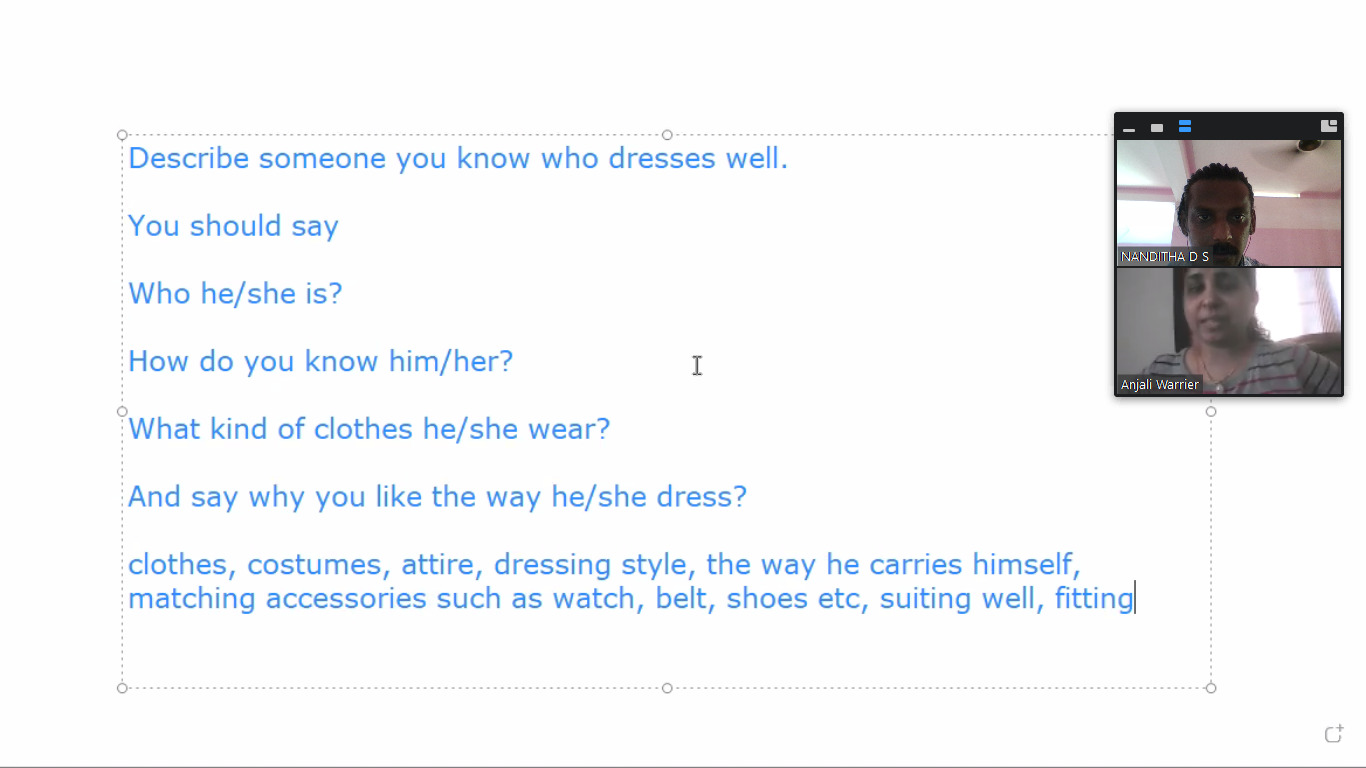 Describe someone you know who dresses well.
You should say
Who he/she is?
How do you know him/her?
What kind of clothes he/she wear?
And say why you like the way he/she dress?
clothes, costumes, attire, dressing style, the way he carries himself,
matching accessories such as watch, belt, shoes etc, suiting well, fitting
NANDITHA D S
Anjali Warrier